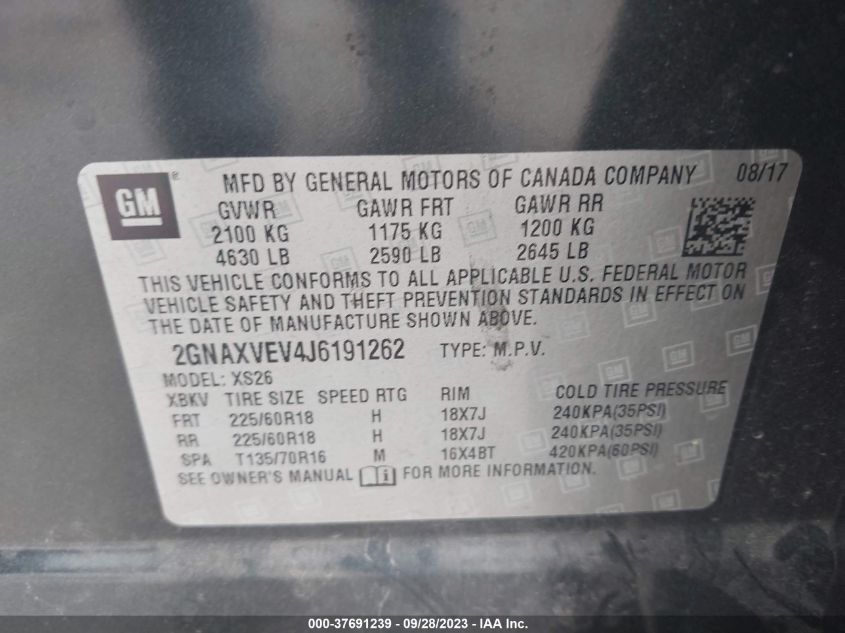 GM ® MFD BY GENERAL MOTORS OF CANADA COMPANY 08/17
GVWR GAWR FRT GAWR RR
2100 KG 1175 KG 1200 KG
4630 LB 2590 LB 2645 LB
THIS VEHICLE CONFORMS TO ALL APPLICABLE U.S. FEDERAL MOTOR
VEHICLE SAFETY AND THEFT PREVENTION STANDARDS IN EFFECT ON
THE DATE OF MANUFACTURE SHOWN ABOVE.
2GNAXVEV4J6191262 TYPE: M.P.V.
MODEL: XS26
XBKV TIRE SIZE SPEED RTG RIM COLD TIRE PRESSURE
FRT 225/60R18 H 18X7J 240KPA(35PSI)
RR 225/60R18 H 18X7J 240KPA(35PSI)
SPA T135/70R16 M 16X4BT 420KPA(60PSI)
SEE OWNER'S MANUAL i FOR MORE INFORMATION.
000-37691239 - 09/28/2023 - IAA Inc.